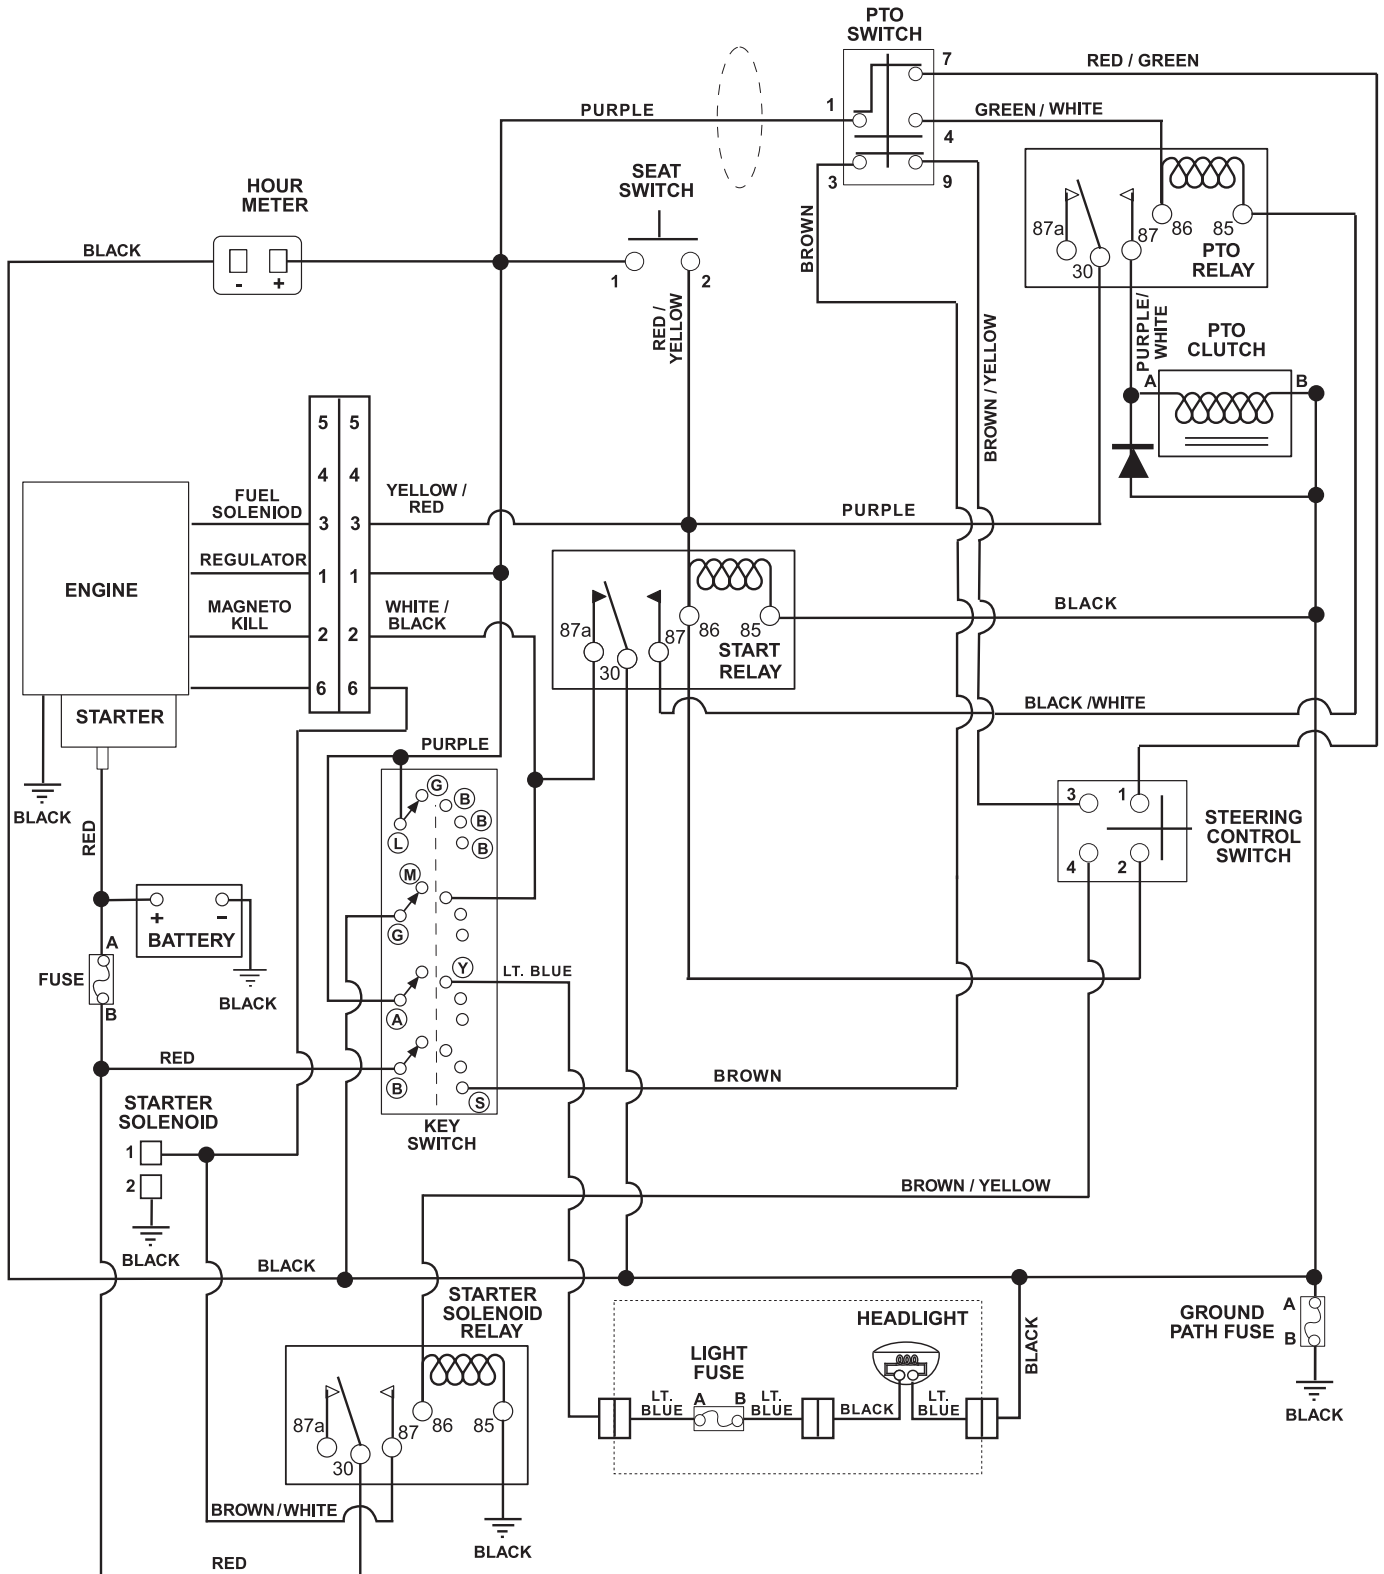 PTO
SWITCH
7
RED / GREEN
PURPLE
1
GREEN / WHITE
4
3
9
SEAT
SWITCH
HOUR
METER
BLACK
- +
1
2
BROWN
87a
30
87
86
85
PTO
RELAY
RED /
YELLOW
BROWN / YELLOW
PURPLE/
WHITE
PTO
CLUTCH
A
B
5 5
4 4
3 3
1 1
2 2
6 6
ENGINE
FUEL
SOLENIOD
REGULATOR
MAGNETO
KILL
YELLOW /
RED
WHITE /
BLACK
PURPLE
BLACK
87a
30
87
86
85
START
RELAY
BLACK /WHITE
STARTER
BLACK
RED
PURPLE
G
B
B
B
L
M
G
Y
A
B
S
KEY
SWITCH
3
1
4
2
STEERING
CONTROL
SWITCH
+ -
BATTERY
BLACK
A
FUSE
B
LT. BLUE
RED
BROWN
STARTER
SOLENOID
1
2
BLACK
BROWN / YELLOW
BLACK
STARTER
SOLENOID
RELAY
87a
30
87
86
85
BLACK
BROWN/WHITE
RED
HEADLIGHT
LIGHT
FUSE
LT.
BLUE
A
B
LT.
BLUE
BLACK
LT.
BLUE
BLACK
GROUND
PATH FUSE
A
B
BLACK